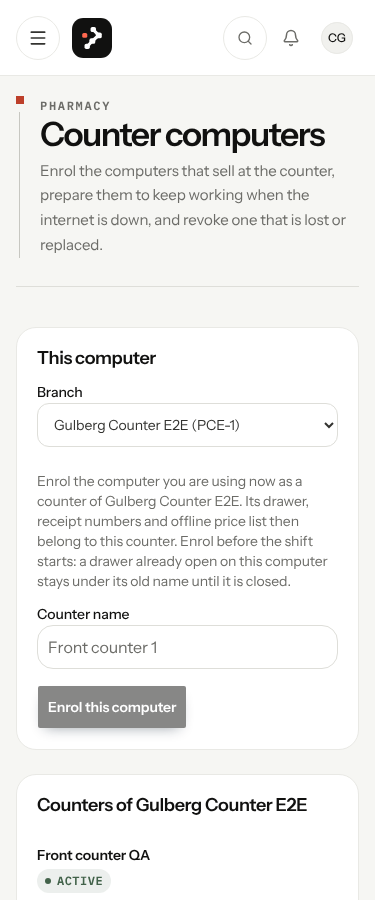 CG
PHARMACY
Counter computers
Enrol the computers that sell at the counter,
prepare them to keep working when the
internet is down, and revoke one that is lost or
replaced.
This computer
Branch
Gulberg Counter E2E (PCE-1)
Enrol the computer you are using now as a
counter of Gulberg Counter E2E. Its drawer,
receipt numbers and offline price list then
belong to this counter. Enrol before the shift
starts: a drawer already open on this computer
stays under its old name until it is closed.
Counter name
Front counter 1
Enrol this computer
Counters of Gulberg Counter E2E
Front counter QA
ACTIVE